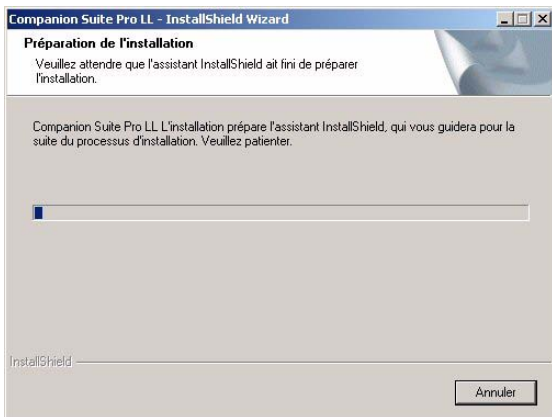 Companion Suite Pro LL - InstallShield Wizard
Préparation de l'installation
Veuillez attendre que l'assistant InstallShield ait fini de préparer
l'installation.
Companion Suite Pro LL L'installation prépare l'assistant InstallShield, qui vous guidera pour la
suite du processus d'installation. Veuillez patienter.
InstallShield
Annuler